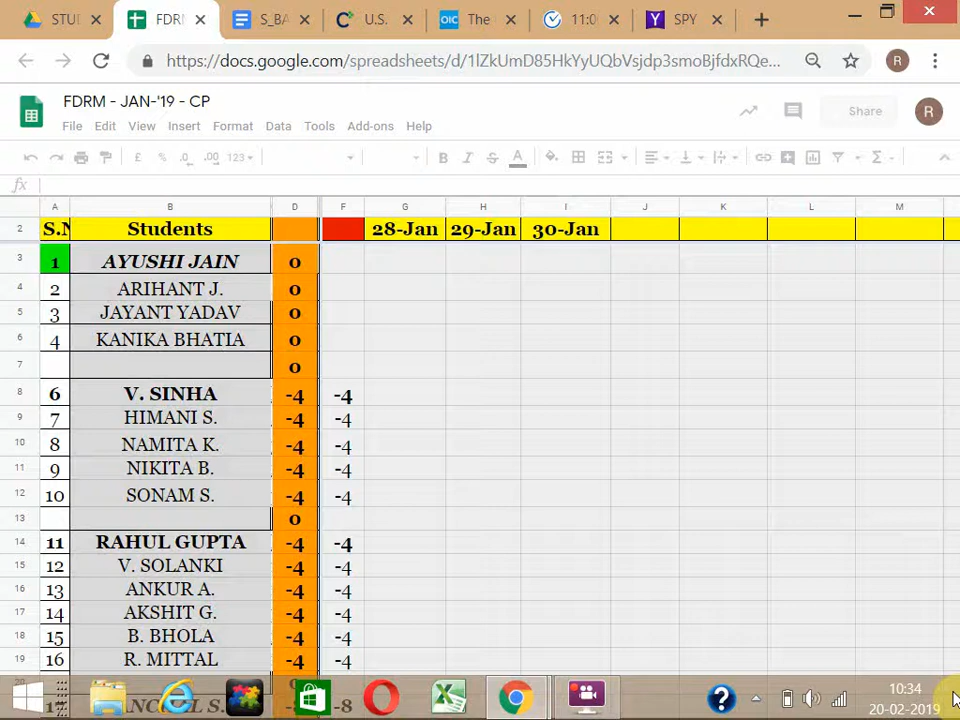 STUI FDRM S_BA U.S. OIC The 11:0 SPY
https://docs.google.com/spreadsheets/d/1lZkUmD85HkYyUQbVsjdp3smoBjfdxRQe... R
FDRM - JAN-'19 - CP
File Edit View Insert Format Data Tools Add-ons Help
Share R
£ % .0 .00 123 B I S A Σ
fx
A B D F G H I J K L M
2 S.N Students 28-Jan 29-Jan 30-Jan
3 1 AYUSHI JAIN 0
4 2 ARIHANT J. 0
5 3 JAYANT YADAV 0
6 4 KANIKA BHATIA 0
7 0
8 6 V. SINHA -4 -4
9 7 HIMANI S. -4 -4
10 8 NAMITA K. -4 -4
11 9 NIKITA B. -4 -4
12 10 SONAM S. -4 -4
13 0
14 11 RAHUL GUPTA -4 -4
15 12 V. SOLANKI -4 -4
16 13 ANKUR A. -4 -4
17 14 AKSHIT G. -4 -4
18 15 B. BHOLA -4 -4
19 16 R. MITTAL -4 -4
10:34
20-02-2019